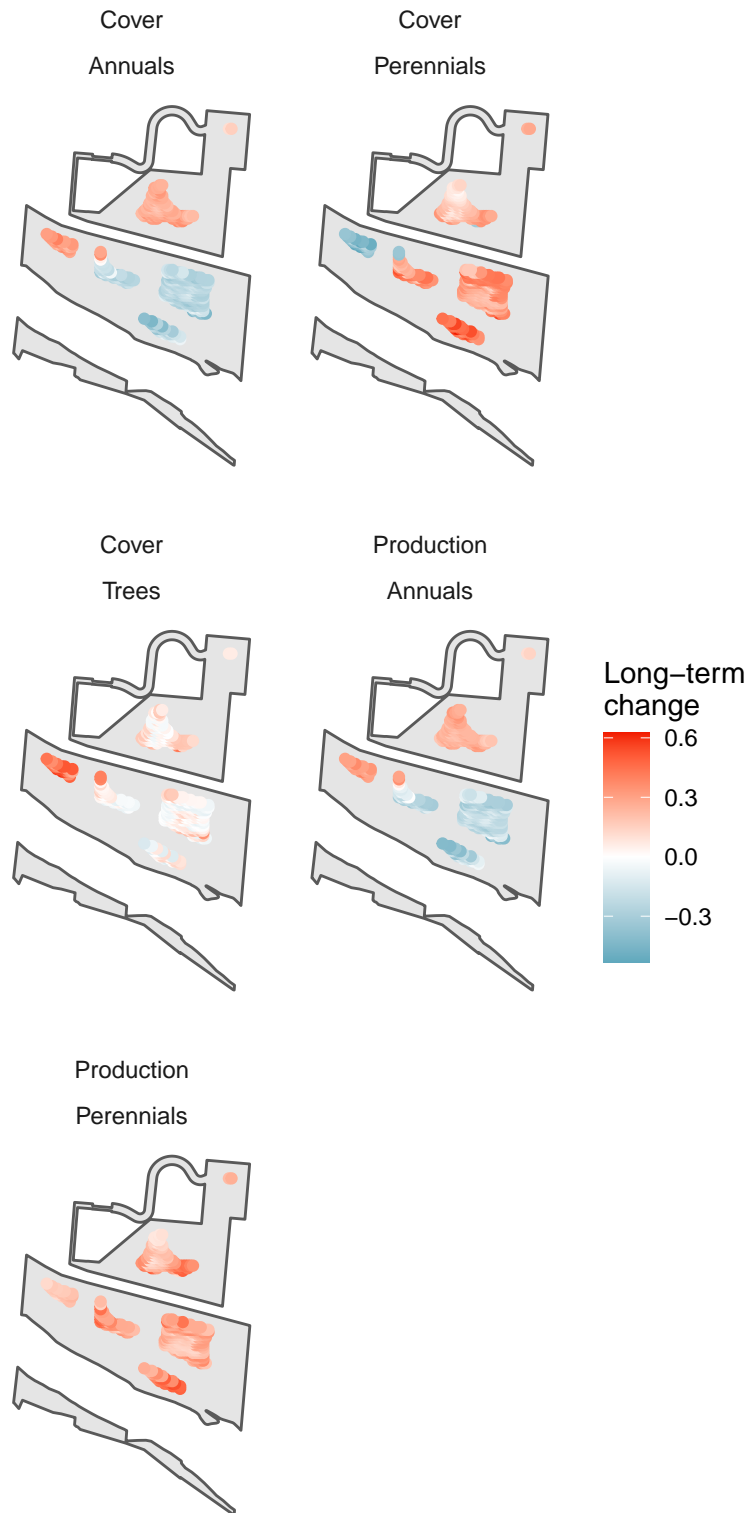 Cover
Annuals
Cover
Perennials
Cover
Trees
Production
Annuals
Long−term
change
0.6
0.3
0.0
−0.3
Production
Perennials